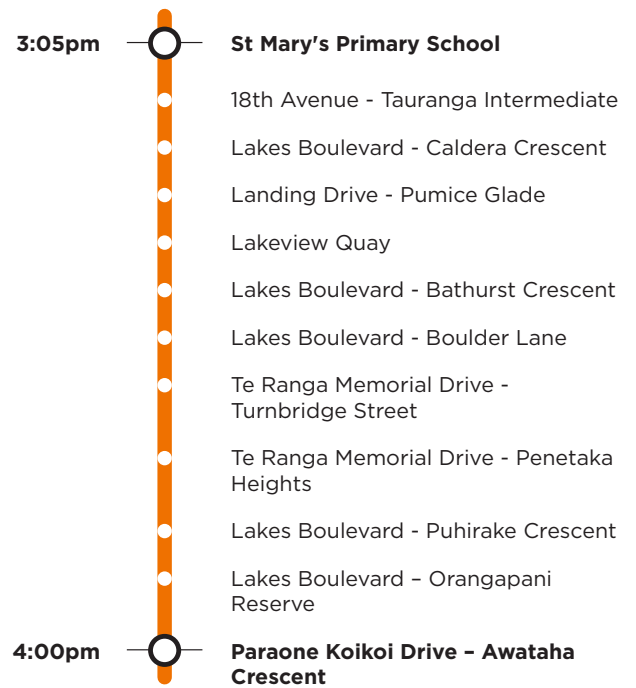 3:05pm St Mary's Primary School
18th Avenue - Tauranga Intermediate
Lakes Boulevard - Caldera Crescent
Landing Drive - Pumice Glade
Lakeview Quay
Lakes Boulevard - Bathurst Crescent
Lakes Boulevard - Boulder Lane
Te Ranga Memorial Drive -
Turnbridge Street
Te Ranga Memorial Drive - Penetaka
Heights
Lakes Boulevard - Puhirake Crescent
Lakes Boulevard – Orangapani
Reserve
4:00pm Paraone Koikoi Drive – Awataha
Crescent